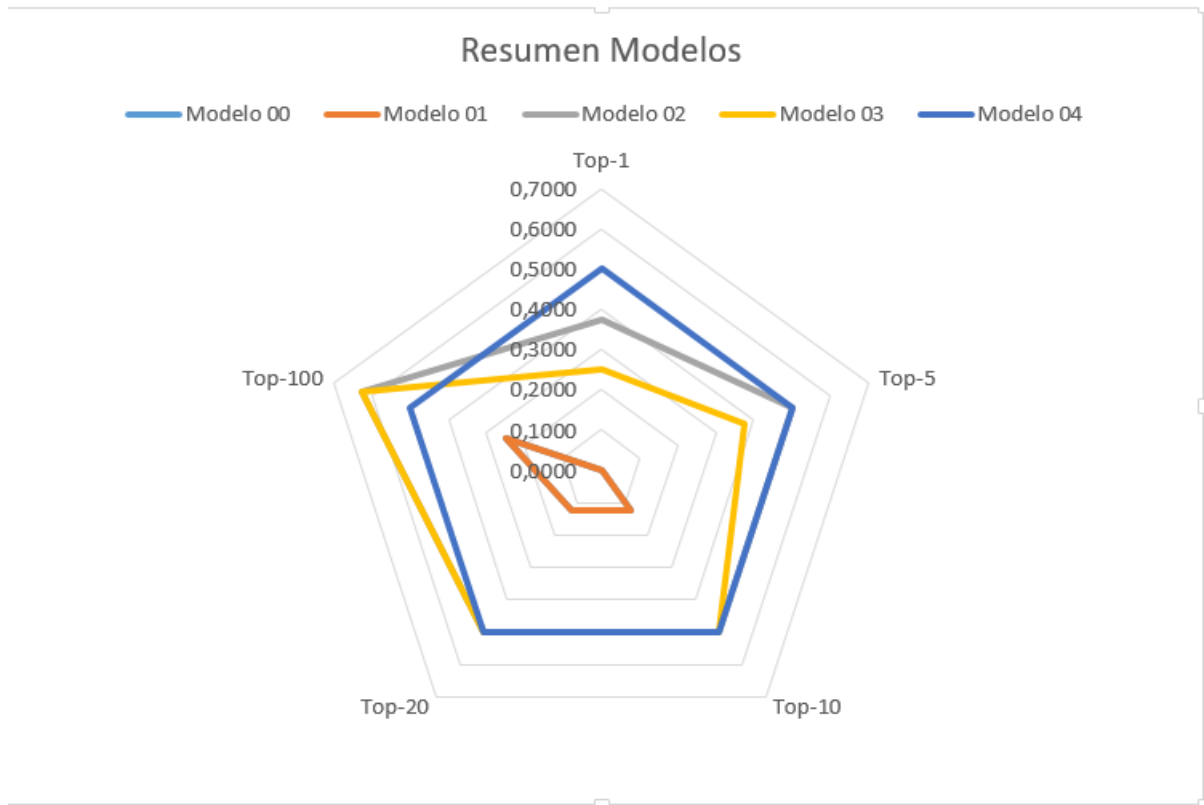 Resumen Modelos
Modelo 00 Modelo 01 Modelo 02 Modelo 03 Modelo 04
Top-1
0,7000
0,6000
0,5000
0,4000
0,3000
0,2000
0,1000
0,0000
Top-5
Top-10
Top-20
Top-100